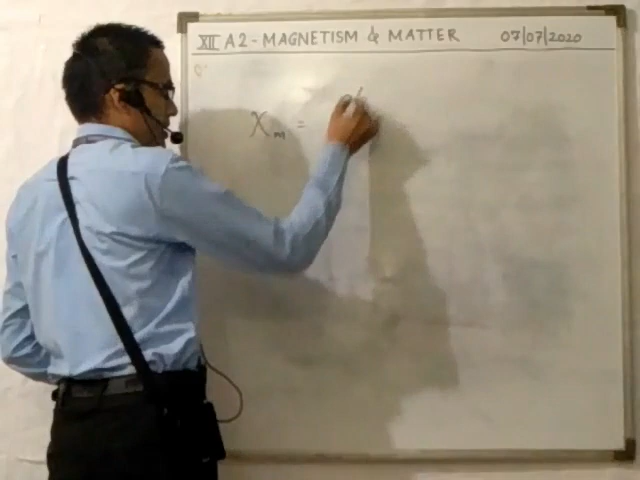 XII A2 - MAGNETISM & MATTER 07/07/2020
χm =